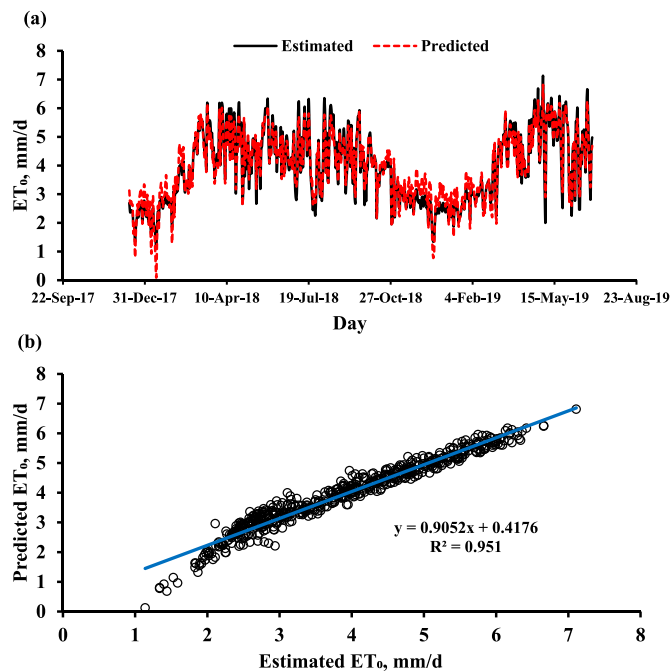 (a)
Estimated Predicted
8
7
6
5
4
3
2
1
0
ET₀, mm/d
22-Sep-17 31-Dec-17 10-Apr-18 19-Jul-18 27-Oct-18 4-Feb-19 15-May-19 23-Aug-19
Day
(b)
8
7
6
5
4
3
2
1
0
Predicted ET₀, mm/d
y = 0.9052x + 0.4176
R² = 0.951
0 1 2 3 4 5 6 7 8
Estimated ET₀, mm/d